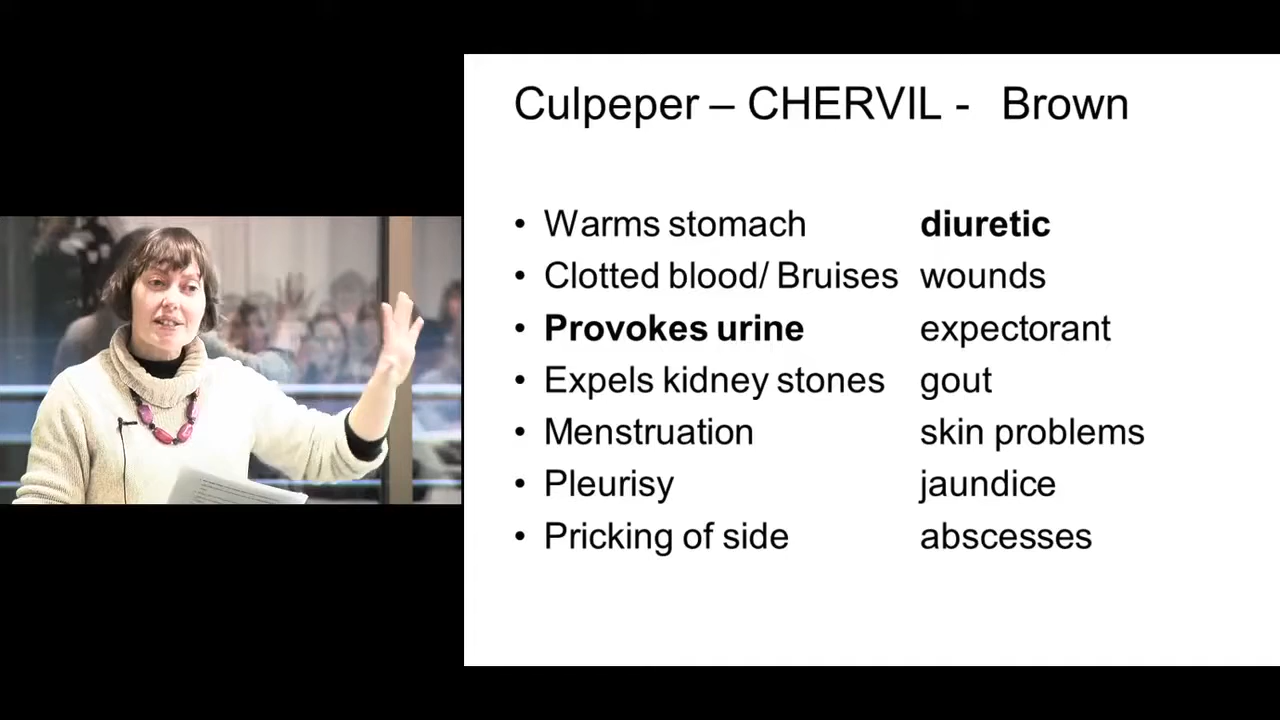 Culpeper – CHERVIL - Brown
• Warms stomach diuretic
• Clotted blood/ Bruises wounds
• Provokes urine expectorant
• Expels kidney stones gout
• Menstruation skin problems
• Pleurisy jaundice
• Pricking of side abscesses